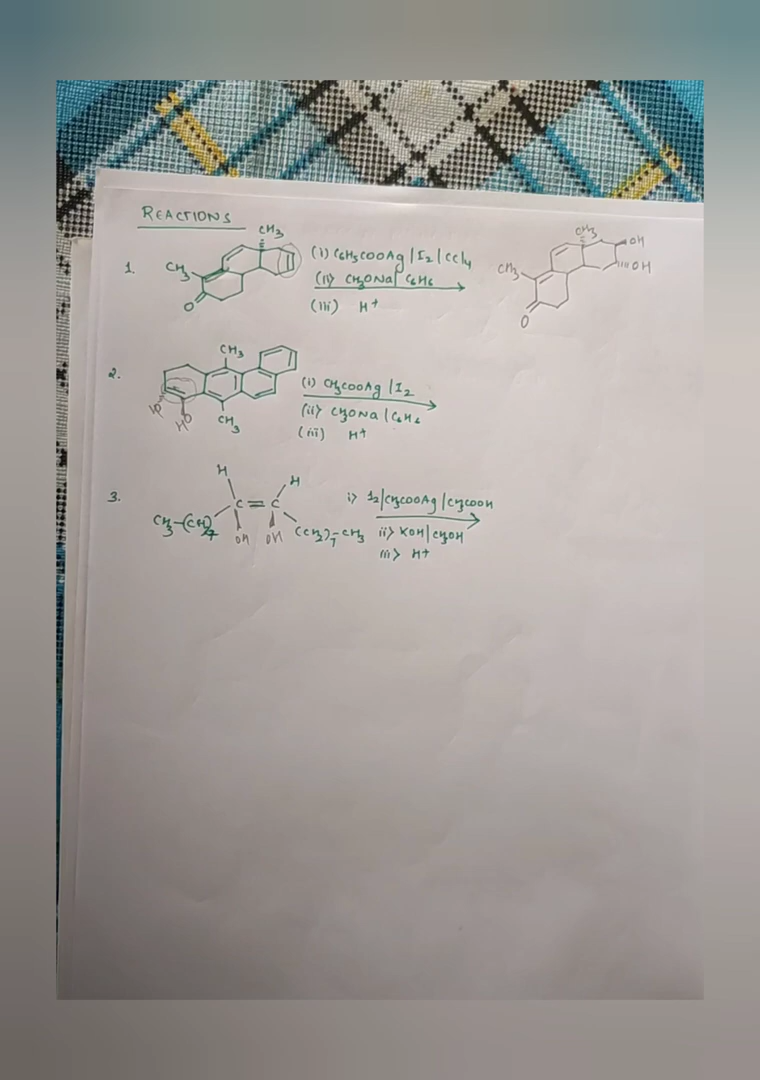 REACTIONS
1.
CH3
CH3
O
(i) C6H5COOAg | I2 | CCl4
(ii) CH3ONa | C6H6
(iii) H+
CH3
OH
CH3
OH
O
2.
CH3
HO
CH3
(i) CH3COOAg | I2
(ii) CH3ONa | C6H6
(iii) H+
3.
H
H
C = C
CH3-(CH2)7
OH
OH
(CH2)7-CH3
i> I2|CH3COOAg|CH3COOH
ii> KOH|CH3OH
iii> H+